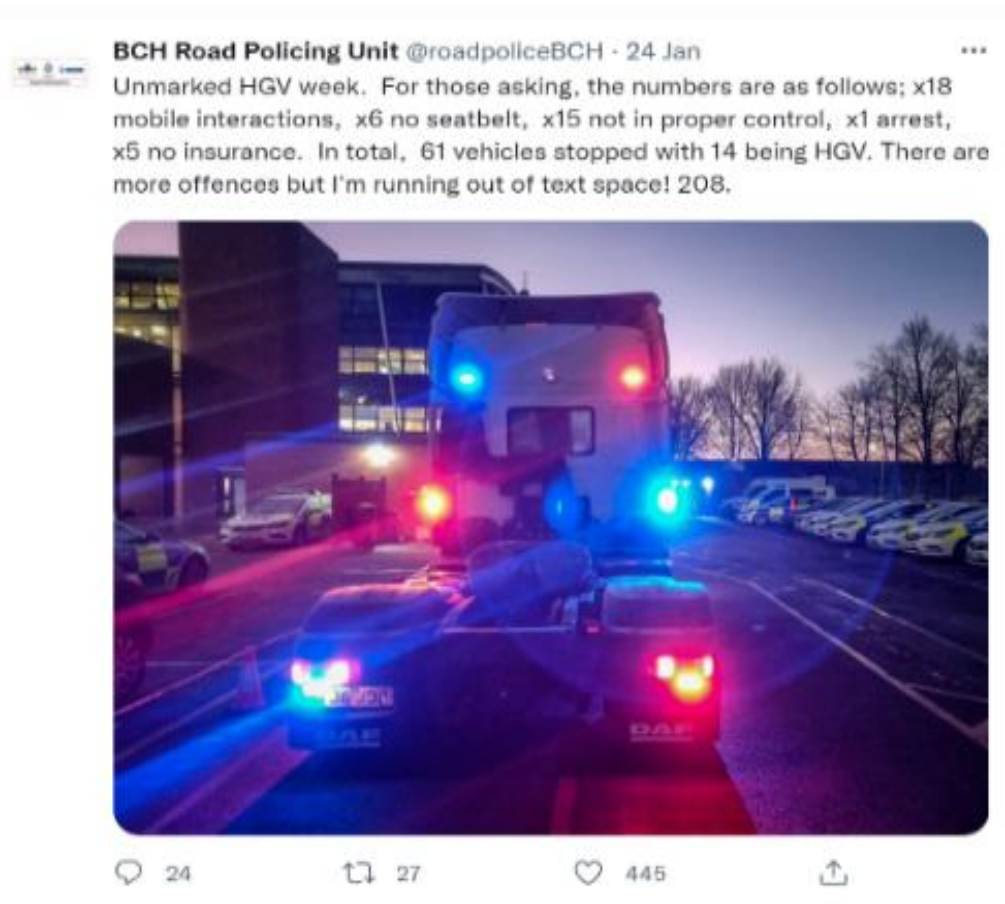 BCH Road Policing Unit @roadpoliceBCH · 24 Jan
Unmarked HGV week. For those asking, the numbers are as follows; x18
mobile interactions, x6 no seatbelt, x15 not in proper control, x1 arrest,
x5 no insurance. In total, 61 vehicles stopped with 14 being HGV. There are
more offences but I'm running out of text space! 208.
DAF
DAF
24
27
445